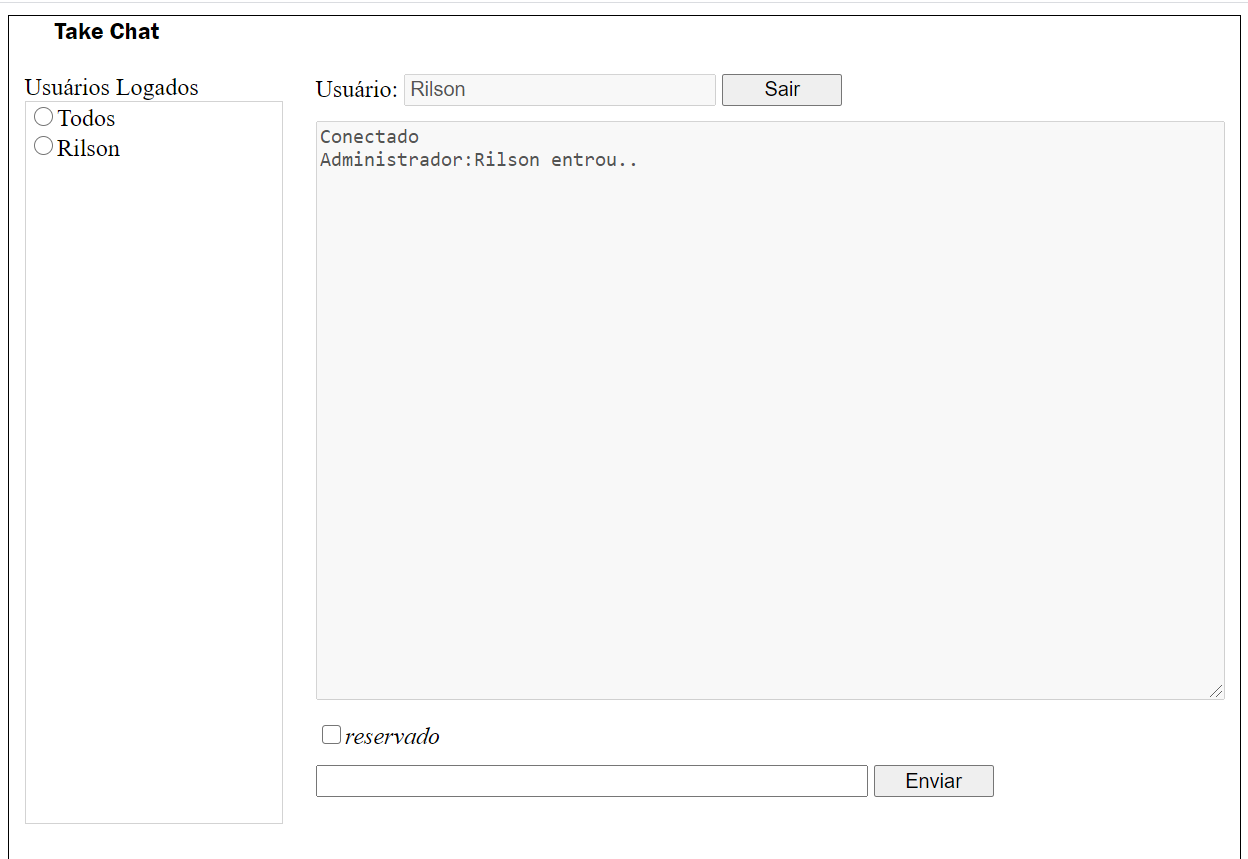 Take Chat
Usuários Logados
Todos
Rilson
Usuário: Rilson Sair
Conectado
Administrador:Rilson entrou..
reservado
Enviar